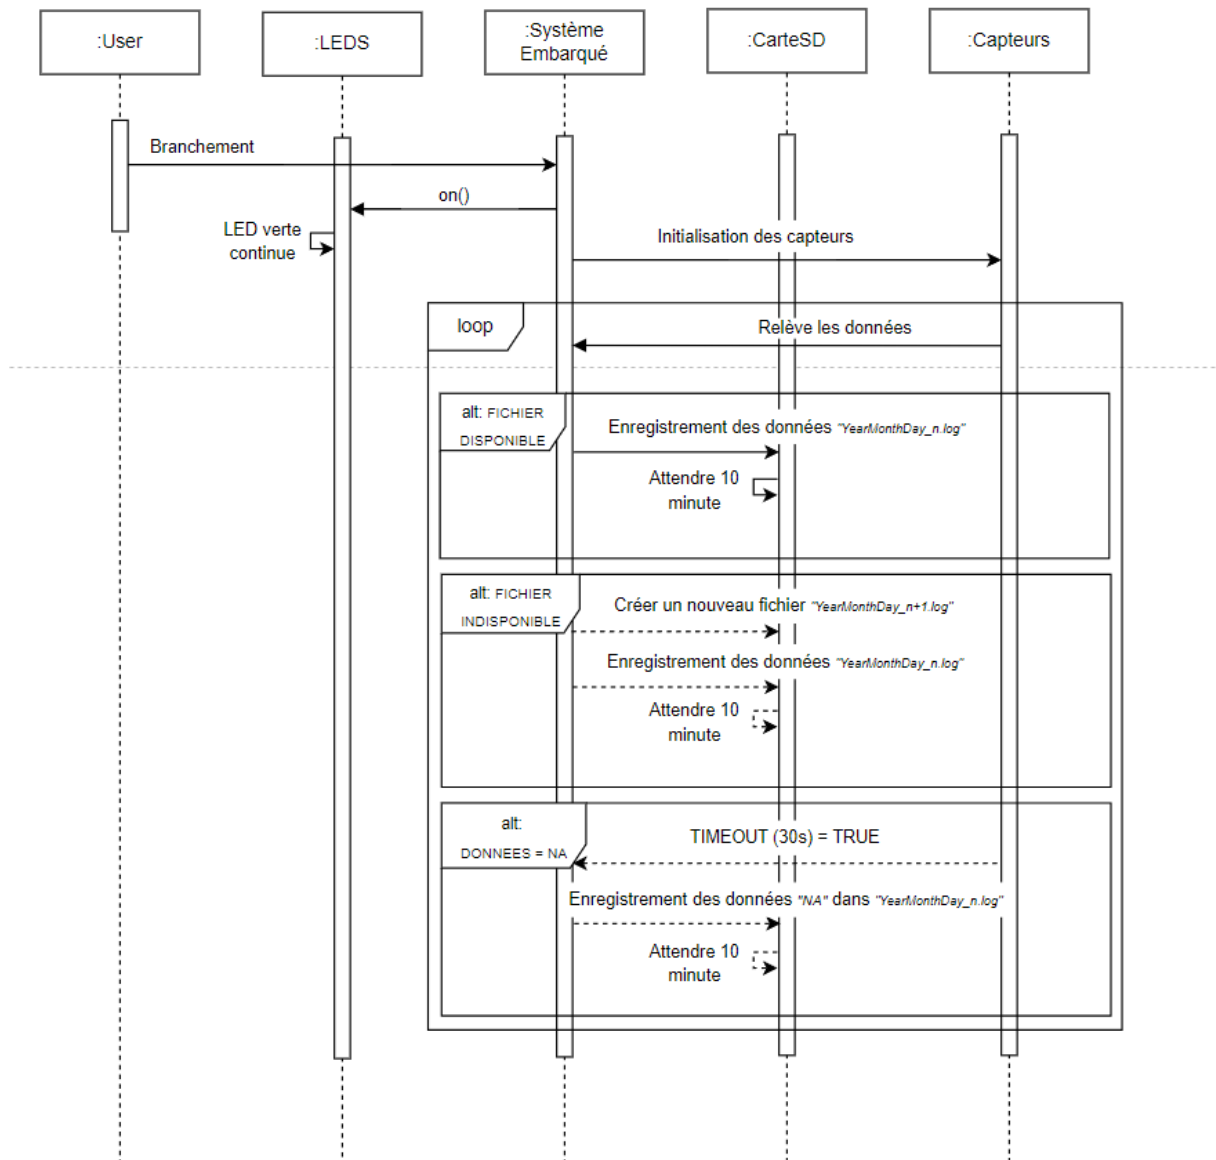 :User
:LEDS
:Système
Embarqué
:CarteSD
:Capteurs
Branchement
on()
LED verte
continue
Initialisation des capteurs
loop
Relève les données
alt: FICHIER
DISPONIBLE
Enregistrement des données "YearMonthDay_n.log"
Attendre 10
minute
alt: FICHIER
INDISPONIBLE
Créer un nouveau fichier "YearMonthDay_n+1.log"
Enregistrement des données "YearMonthDay_n.log"
Attendre 10
minute
alt:
DONNEES = NA
TIMEOUT (30s) = TRUE
Enregistrement des données "NA" dans "YearMonthDay_n.log"
Attendre 10
minute